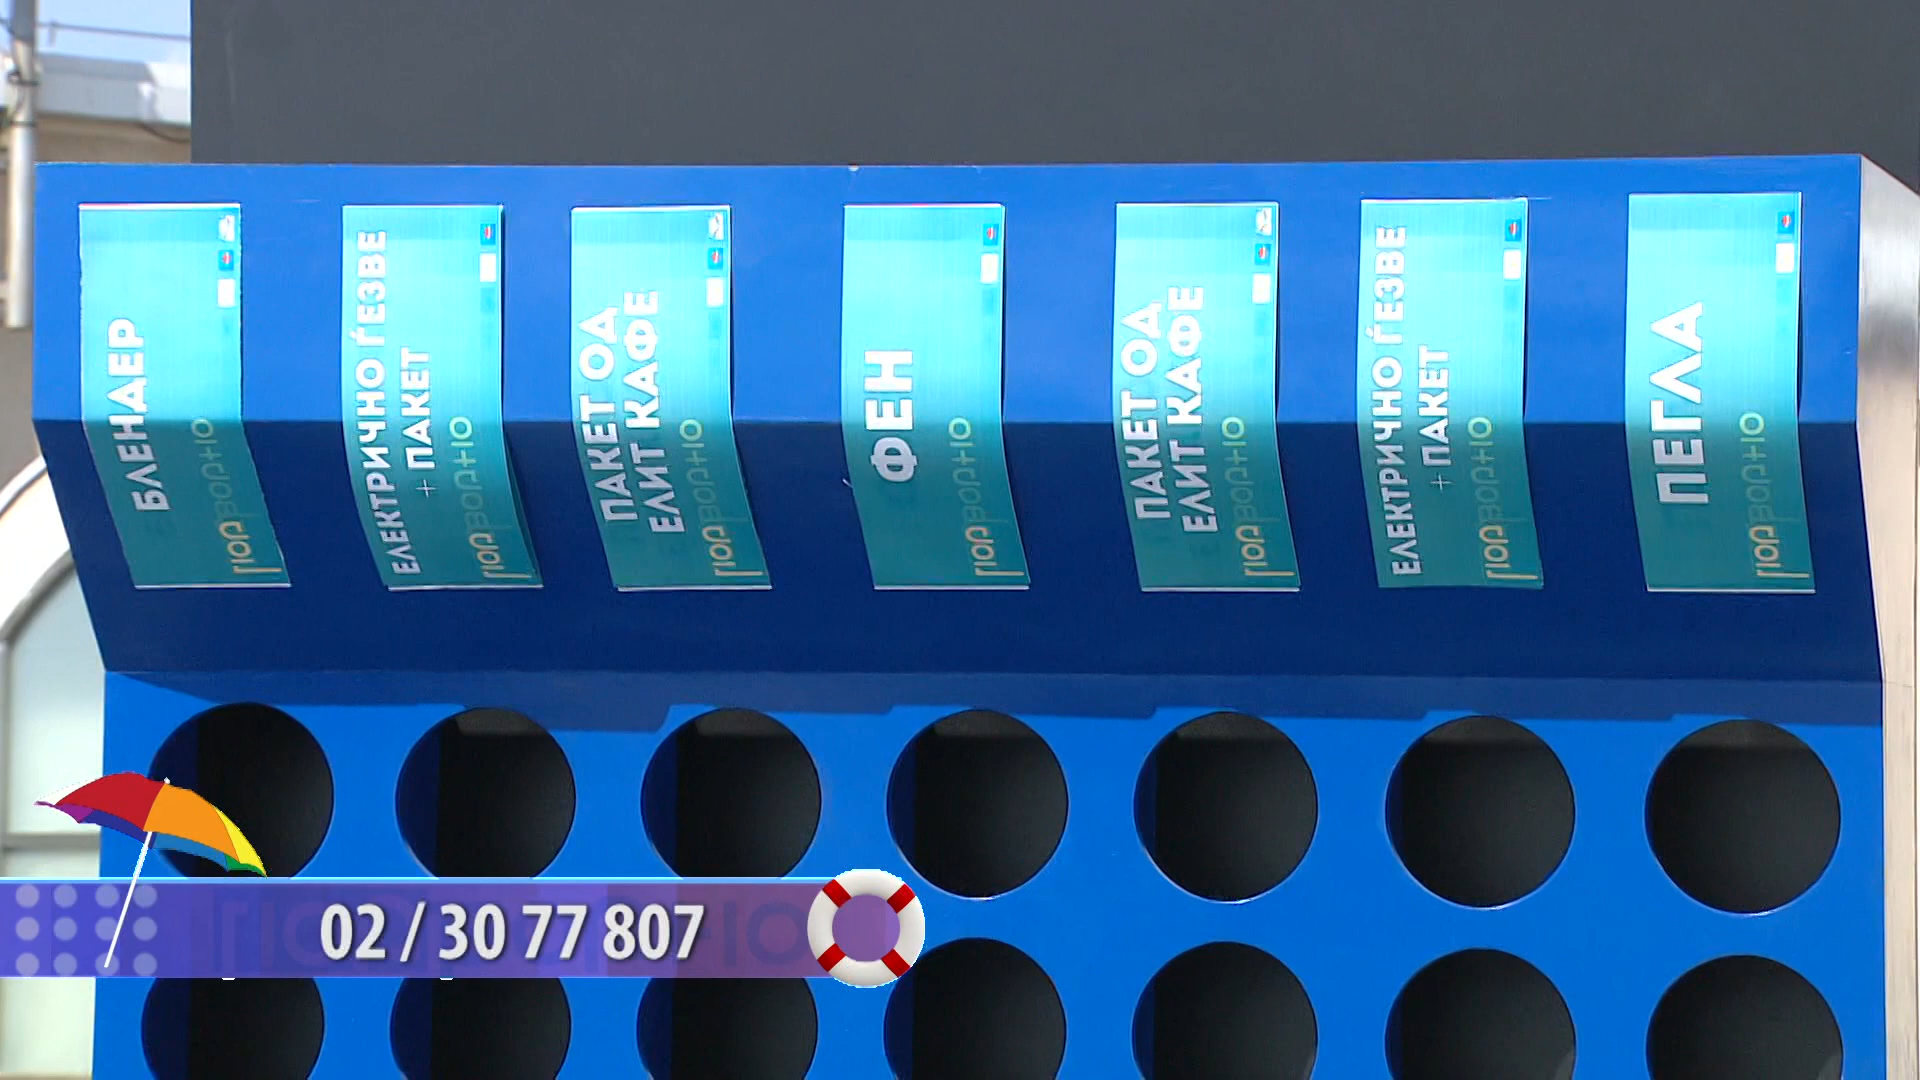 БЛЕНДЕР
ЕЛЕКТРИЧНО ЃЕЗВЕ
+ ПАКЕТ
ПАКЕТ ОД
ЕЛИТ КАФЕ
ФЕН
ПАКЕТ ОД
ЕЛИТ КАФЕ
ЕЛЕКТРИЧНО ЃЕЗВЕ
+ ПАКЕТ
ПЕГЛА
02 / 30 77 807